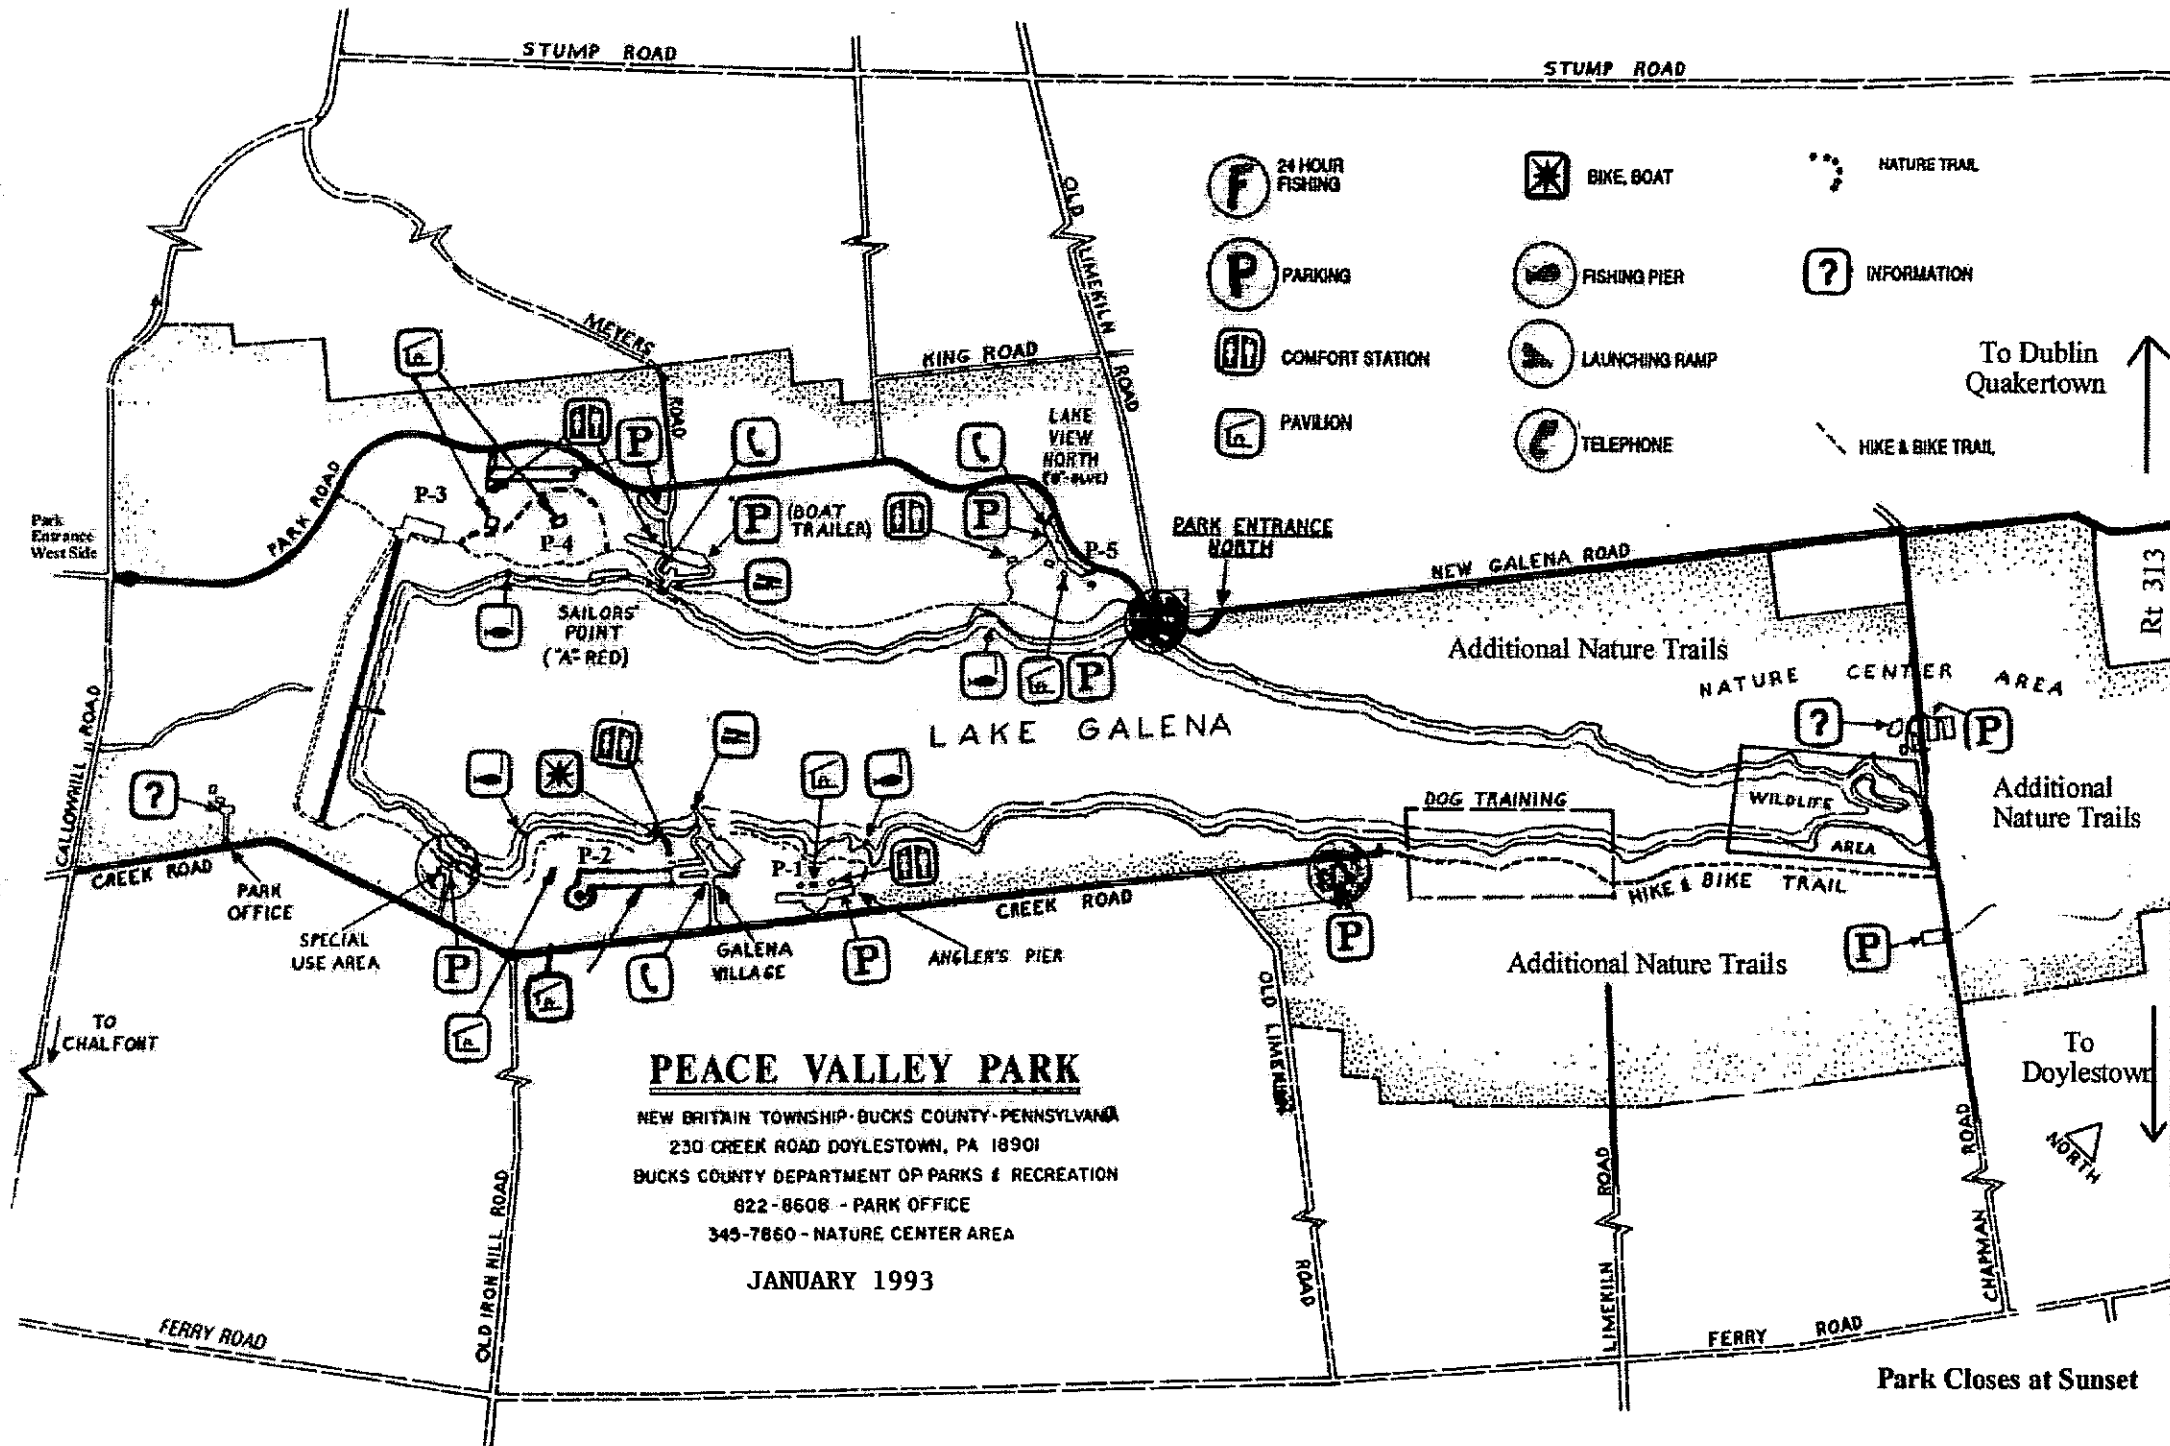 STUMP ROAD
STUMP ROAD
24 HOUR
FISHING
BIKE, BOAT
NATURE TRAIL
P
PARKING
FISHING PIER
?
INFORMATION
COMFORT STATION
LAUNCHING RAMP
PAVILION
TELEPHONE
HIKE & BIKE TRAIL
To Dublin
Quakertown
OLD LIMEKILN ROAD
MEYERS ROAD
KING ROAD
LAKE
VIEW
NORTH
("B"-BLUE)
P
P-3
P-4
P
(BOAT
TRAILER)
P
P-5
Park
Entrance
West Side
PARK ROAD
PARK ENTRANCE
NORTH
NEW GALENA ROAD
Rt 313
SAILORS'
POINT
("A"- RED)
P
Additional Nature Trails
NATURE CENTER AREA
?
P
LAKE GALENA
CALLOWHILL ROAD
?
DOG TRAINING
WILDLIFE
AREA
Additional
Nature Trails
P-2
P-1
CREEK ROAD
PARK
OFFICE
SPECIAL
USE AREA
P
GALENA
VILLAGE
P
ANGLER'S PIER
CREEK ROAD
P
HIKE & BIKE TRAIL
P
Additional Nature Trails
TO
CHALFONT
OLD LIMEKILN
ROAD
To
Doylestown
NORTH
PEACE VALLEY PARK
NEW BRITAIN TOWNSHIP-BUCKS COUNTY-PENNSYLVANIA
230 CREEK ROAD DOYLESTOWN, PA 18901
BUCKS COUNTY DEPARTMENT OF PARKS & RECREATION
822-8608 - PARK OFFICE
345-7860 - NATURE CENTER AREA
JANUARY 1993
OLD IRON HILL ROAD
LIMEKILN ROAD
CHAPMAN ROAD
FERRY ROAD
FERRY ROAD
Park Closes at Sunset